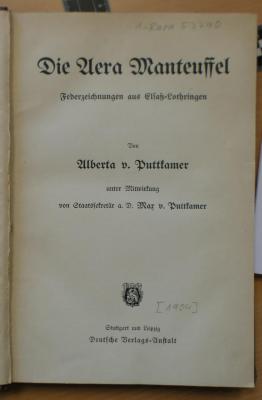 Die Aera Manteuffel
Federzeichnungen aus Elsaß-Lothringen
Von
Alberta v. Puttkamer
unter Mitwirkung
von Staatssekretär a. D. Max v. Puttkamer
[1904]
Stuttgart und Leipzig
Deutsche Verlags-Anstalt